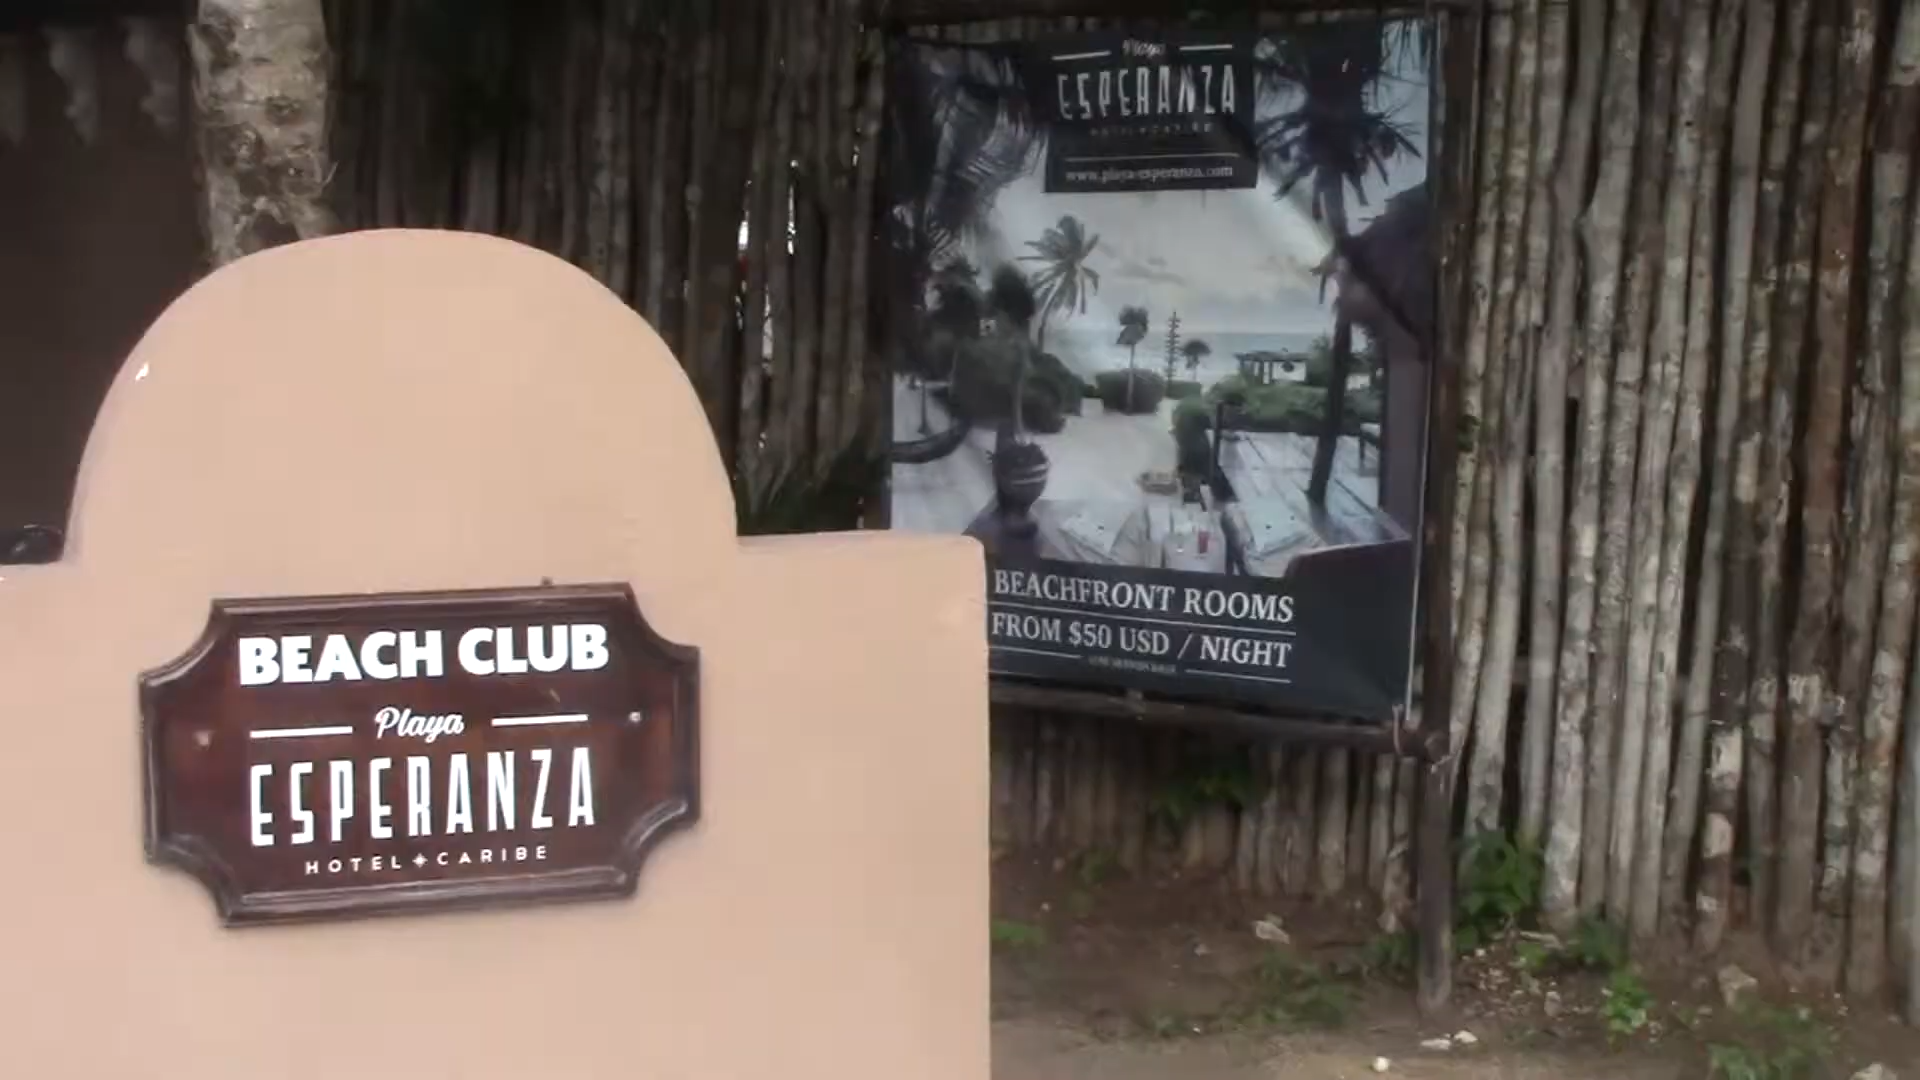 BEACH CLUB
Playa
ESPERANZA
HOTEL CARIBE
Playa
ESPERANZA
HOTEL CARIBE
www.playa-esperanza.com
BEACHFRONT ROOMS
FROM $50 USD / NIGHT